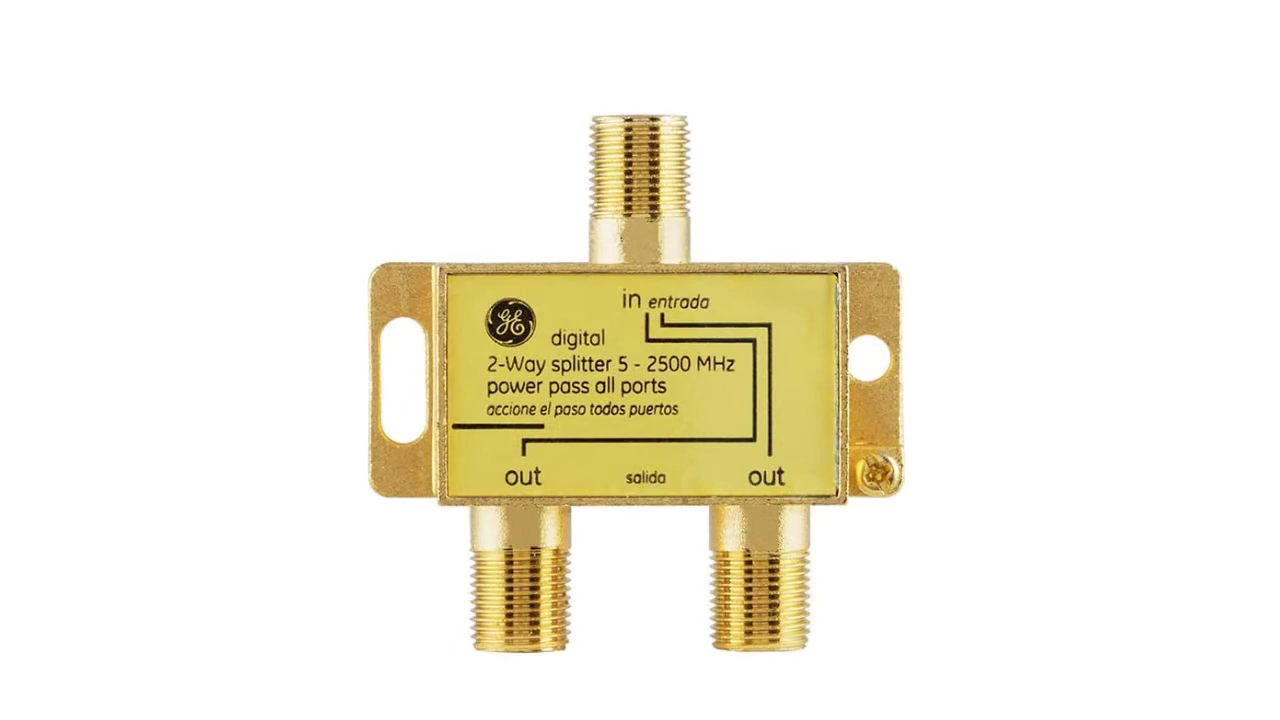 in entrada
GE
digital
2-Way splitter 5 - 2500 MHz
power pass all ports
accione el paso todos puertos
out salida out